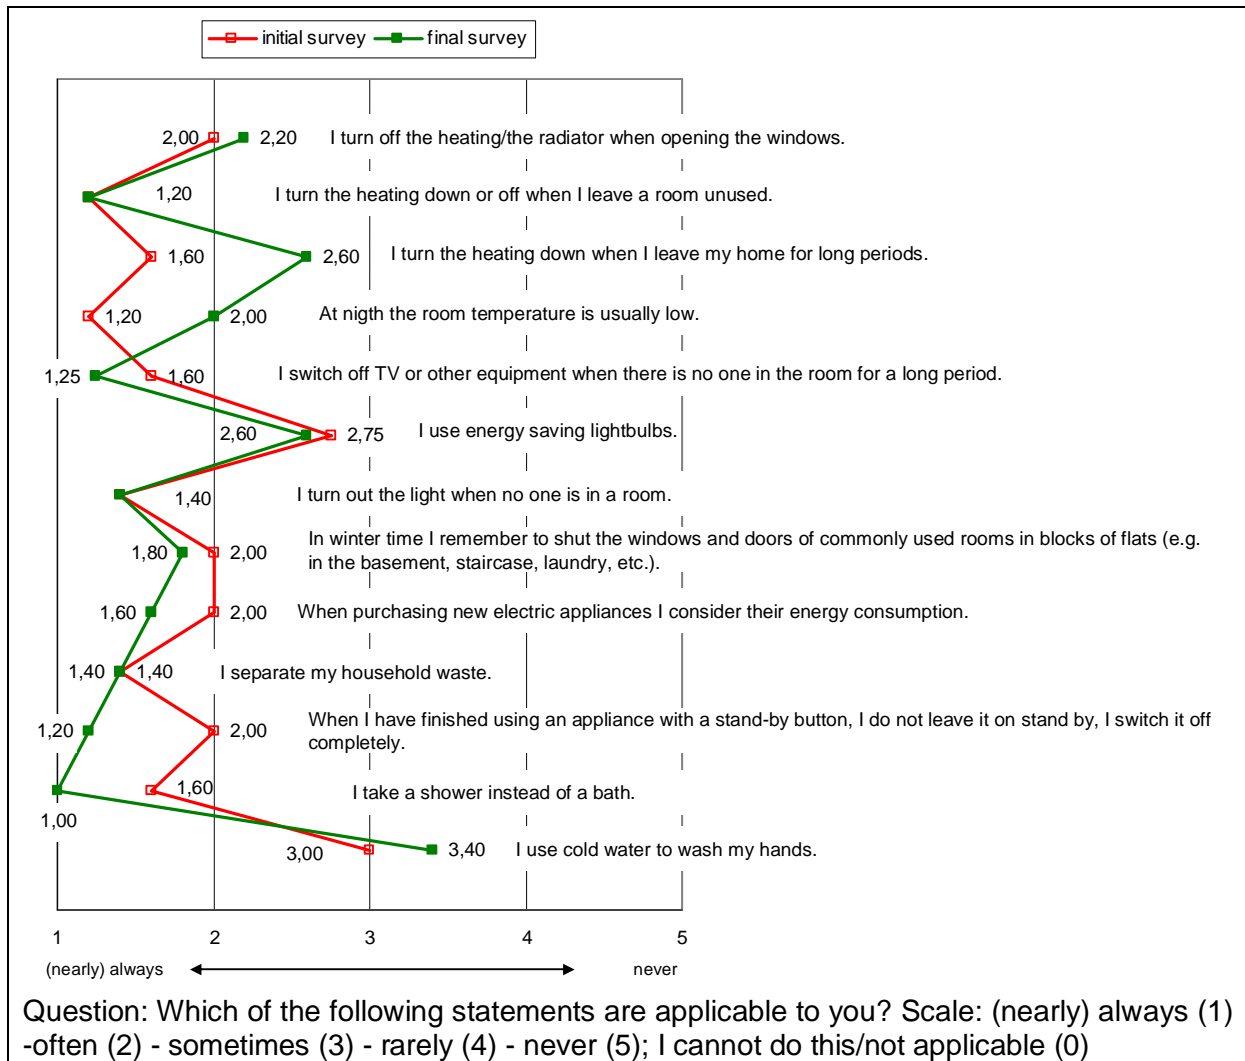 initial survey final survey
2,00 2,20 I turn off the heating/the radiator when opening the windows.
1,20 I turn the heating down or off when I leave a room unused.
1,60 2,60 I turn the heating down when I leave my home for long periods.
1,20 2,00 At nigth the room temperature is usually low.
1,25 1,60 I switch off TV or other equipment when there is no one in the room for a long period.
2,60 2,75 I use energy saving lightbulbs.
1,40 I turn out the light when no one is in a room.
1,80 2,00 In winter time I remember to shut the windows and doors of commonly used rooms in blocks of flats (e.g.
in the basement, staircase, laundry, etc.).
1,60 2,00 When purchasing new electric appliances I consider their energy consumption.
1,40 1,40 I separate my household waste.
1,20 2,00 When I have finished using an appliance with a stand-by button, I do not leave it on stand by, I switch it off
completely.
1,00 1,60 I take a shower instead of a bath.
3,00 3,40 I use cold water to wash my hands.
1 2 3 4 5
(nearly) always never
Question: Which of the following statements are applicable to you? Scale: (nearly) always (1)
-often (2) - sometimes (3) - rarely (4) - never (5); I cannot do this/not applicable (0)